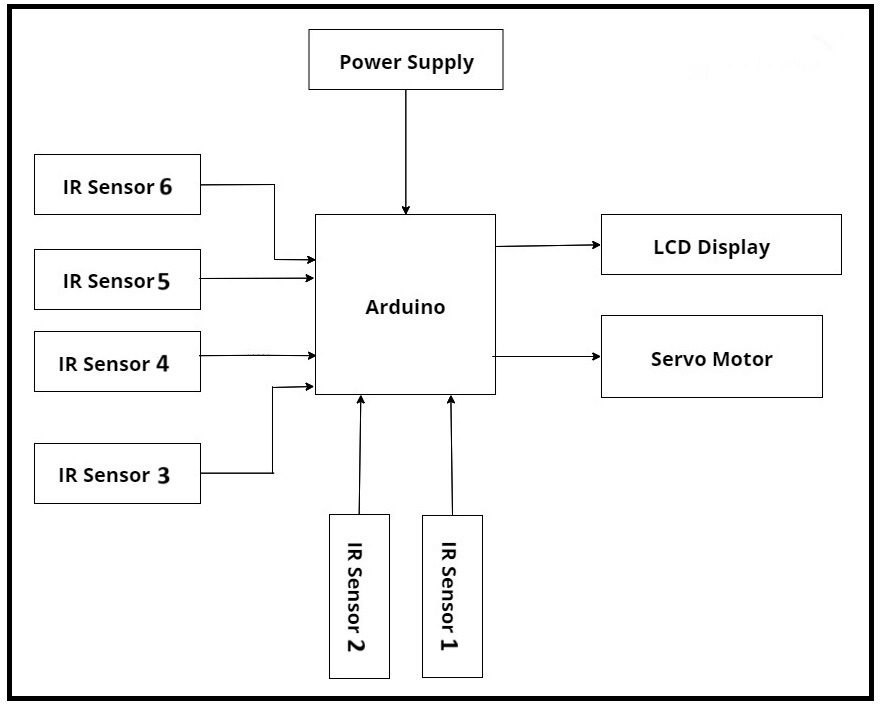 Power Supply
IR Sensor 6
IR Sensor 5
IR Sensor 4
IR Sensor 3
Arduino
LCD Display
Servo Motor
IR Sensor 2
IR Sensor 1